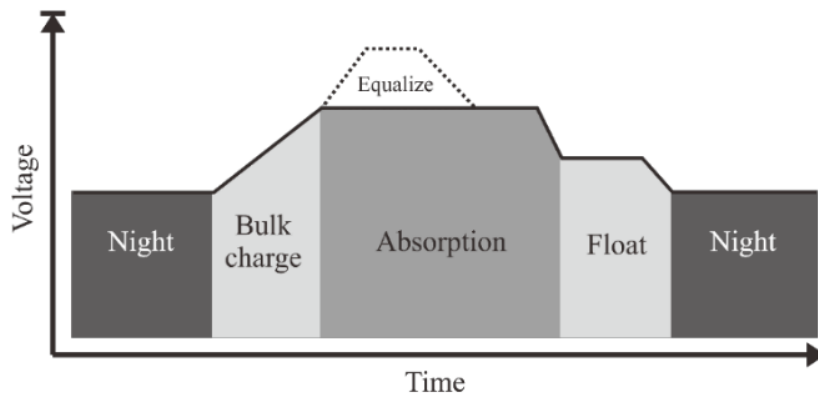 Voltage
Equalize
Night
Bulk
charge
Absorption
Float
Night
Time